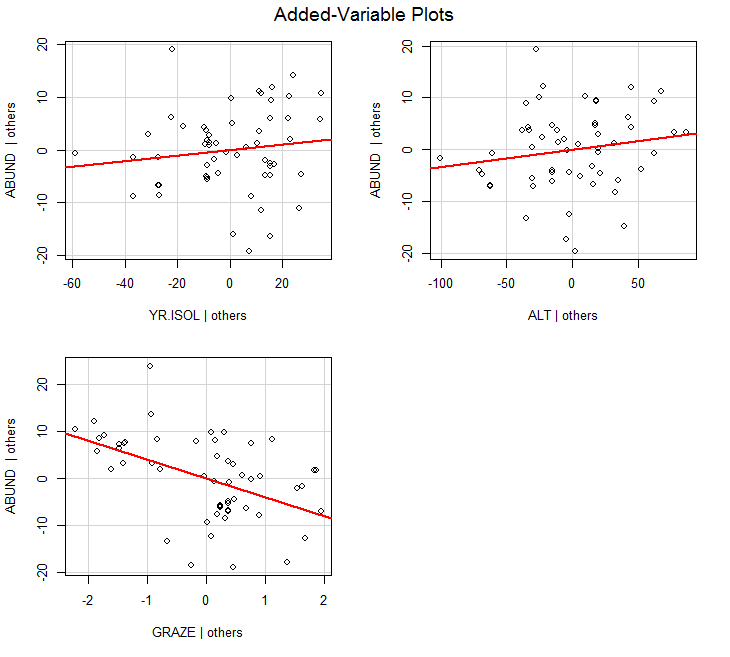 Added-Variable Plots
ABUND | others
20
10
0
-10
-20
-60 -40 -20 0 20
YR.ISOL | others
ABUND | others
20
10
0
-10
-20
-100 -50 0 50
ALT | others
ABUND | others
20
10
0
-10
-20
-2 -1 0 1 2
GRAZE | others